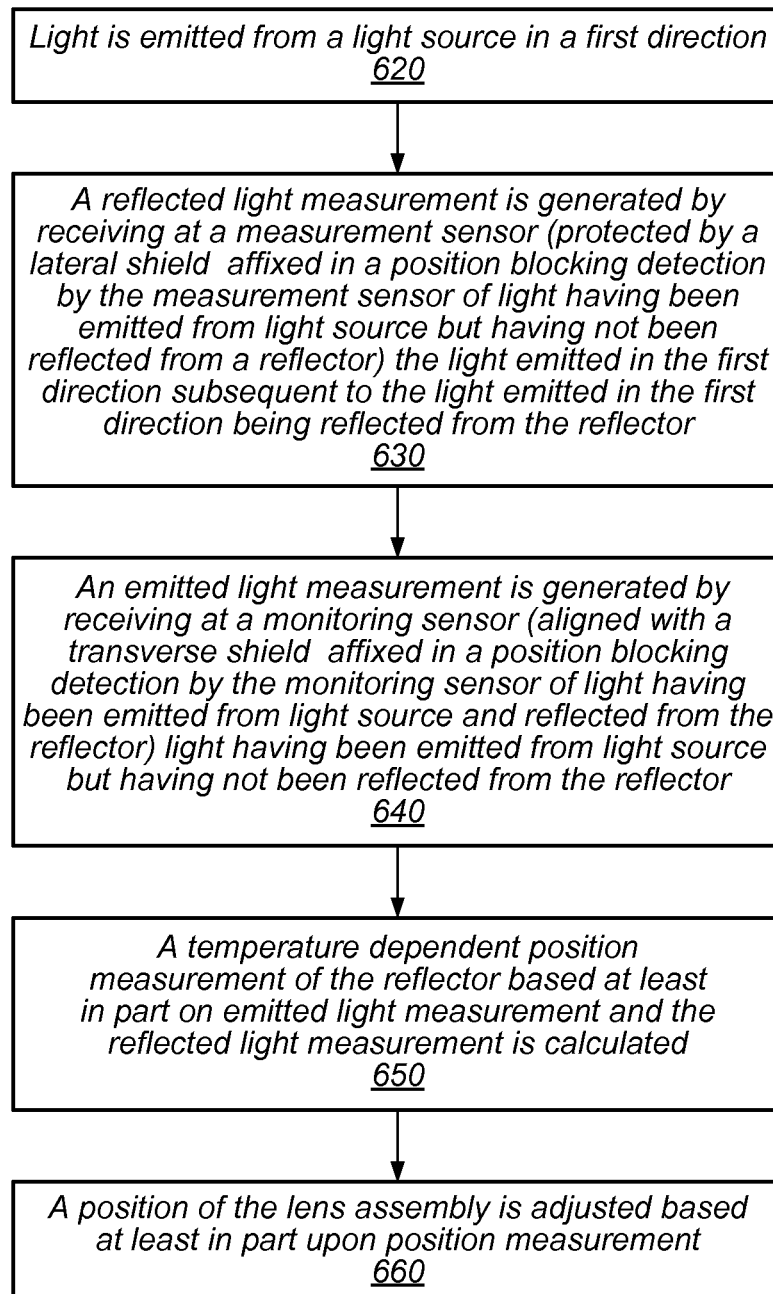 Light is emitted from a light source in a first direction
620
A reflected light measurement is generated by
receiving at a measurement sensor (protected by a
lateral shield affixed in a position blocking detection
by the measurement sensor of light having been
emitted from light source but having not been
reflected from a reflector) the light emitted in the first
direction subsequent to the light emitted in the first
direction being reflected from the reflector
630
An emitted light measurement is generated by
receiving at a monitoring sensor (aligned with a
transverse shield affixed in a position blocking
detection by the monitoring sensor of light having
been emitted from light source and reflected from the
reflector) light having been emitted from light source
but having not been reflected from the reflector
640
A temperature dependent position
measurement of the reflector based at least
in part on emitted light measurement and the
reflected light measurement is calculated
650
A position of the lens assembly is adjusted based
at least in part upon position measurement
660